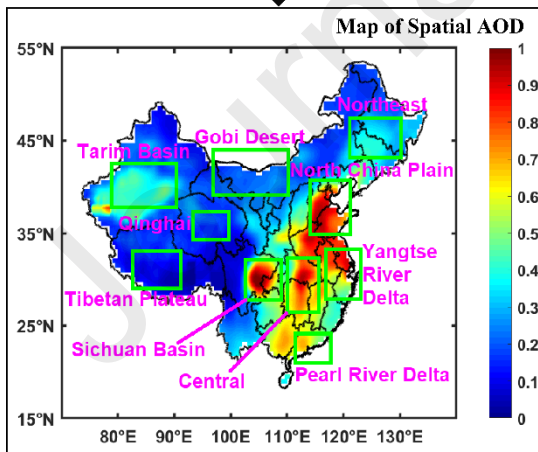 Map of Spatial AOD
55°N
45°N
35°N
25°N
15°N
80°E
90°E
100°E
110°E
120°E
130°E
Northeast
Gobi Desert
Tarim Basin
North China Plain
Qinghai
Yangtse
River
Delta
Tibetan Plateau
Sichuan Basin
Central
Pearl River Delta
1
0.9
0.8
0.7
0.6
0.5
0.4
0.3
0.2
0.1
0